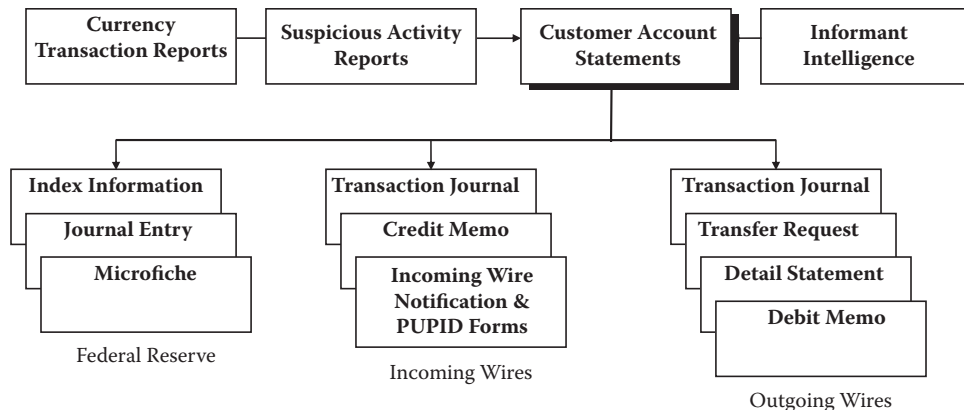 Currency
Transaction Reports
Suspicious Activity
Reports
Customer Account
Statements
Informant
Intelligence
Index Information
Journal Entry
Microfiche
Federal Reserve
Transaction Journal
Credit Memo
Incoming Wire
Notification &
PUPID Forms
Incoming Wires
Transaction Journal
Transfer Request
Detail Statement
Debit Memo
Outgoing Wires